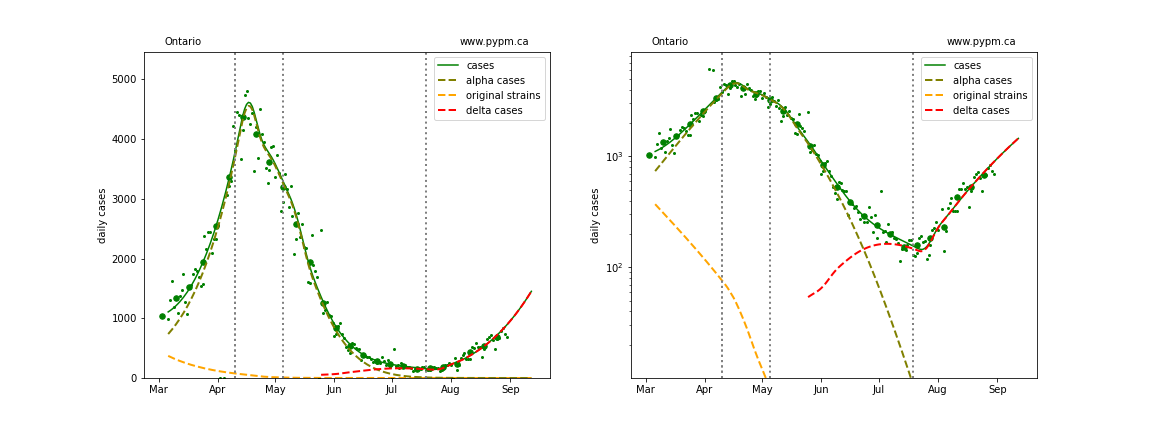 Ontario
www.pypm.ca
cases
alpha cases
original strains
delta cases
daily cases
5000
4000
3000
2000
1000
0
Mar
Apr
May
Jun
Jul
Aug
Sep
Ontario
www.pypm.ca
cases
alpha cases
original strains
delta cases
daily cases
10³
10²
Mar
Apr
May
Jun
Jul
Aug
Sep